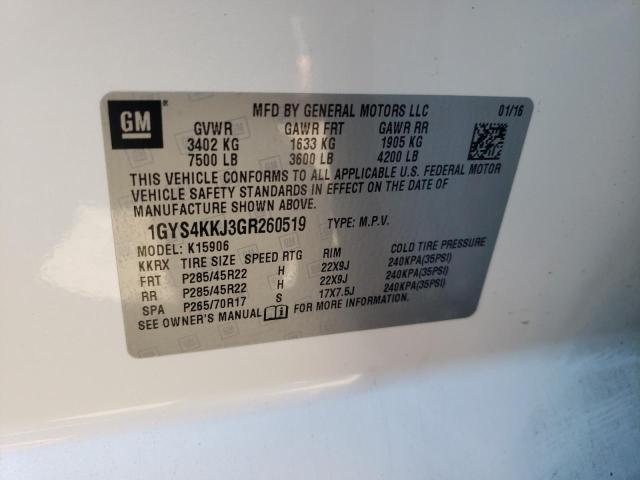 GM
MFD BY GENERAL MOTORS LLC 01/16
GVWR GAWR FRT GAWR RR
3402 KG 1633 KG 1905 KG
7500 LB 3600 LB 4200 LB
THIS VEHICLE CONFORMS TO ALL APPLICABLE U.S. FEDERAL MOTOR
VEHICLE SAFETY STANDARDS IN EFFECT ON THE DATE OF
MANUFACTURE SHOWN ABOVE.
1GYS4KKJ3GR260519 TYPE: M.P.V.
MODEL: K15906
KKRX TIRE SIZE SPEED RTG RIM COLD TIRE PRESSURE
FRT P285/45R22 H 22X9J 240KPA(35PSI)
RR P285/45R22 H 22X9J 240KPA(35PSI)
SPA P265/70R17 S 17X7.5J 240KPA(35PSI)
SEE OWNER'S MANUAL FOR MORE INFORMATION.